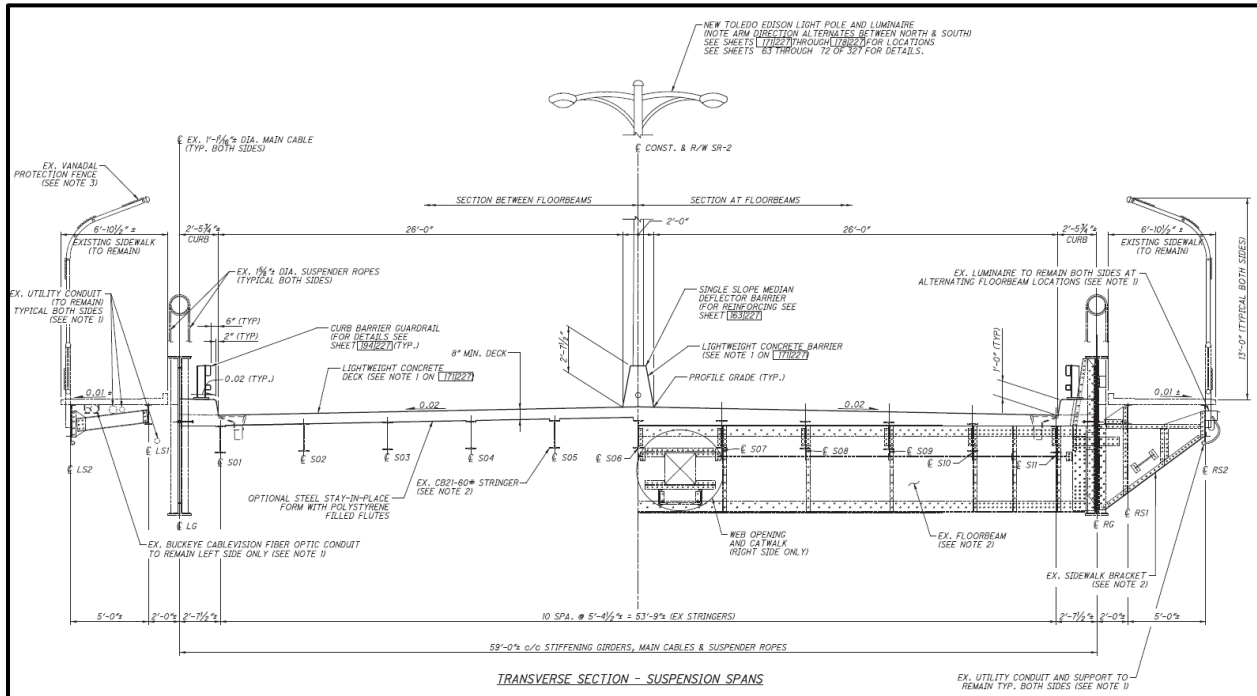 NEW TOLEDO EDISON LIGHT POLE AND LUMINAIRE
(NOTE ARM DIRECTION ALTERNATES BETWEEN NORTH & SOUTH)
SEE SHEETS 171|227 THROUGH 178|227 FOR LOCATIONS
SEE SHEETS 63 THROUGH 72 OF 327 FOR DETAILS.
℄ EX. 1'-1 1/16"± DIA. MAIN CABLE
(TYP. BOTH SIDES)
℄ CONST. & R/W SR-2
EX. VANADAL
PROTECTION FENCE
(SEE NOTE 3)
SECTION BETWEEN FLOORBEAMS
SECTION AT FLOORBEAMS
6'-10½" ±
EXISTING SIDEWALK
(TO REMAIN)
2'-5¾"
CURB
26'-0"
2'-0"
26'-0"
2'-5¾"
CURB
6'-10½" ±
EXISTING SIDEWALK
(TO REMAIN)
EX. 1⅝"± DIA. SUSPENDER ROPES
(TYPICAL BOTH SIDES)
EX. LUMINAIRE TO REMAIN BOTH SIDES AT
ALTERNATING FLOORBEAM LOCATIONS (SEE NOTE 1)
EX. UTILITY CONDUIT
(TO REMAIN)
TYPICAL BOTH SIDES
(SEE NOTE 1)
SINGLE SLOPE MEDIAN
DEFLECTOR BARRIER
(FOR REINFORCING SEE
SHEET 163|227
6" (TYP)
2" (TYP)
CURB BARRIER GUARDRAIL
(FOR DETAILS SEE
SHEET 194|227 (TYP.)
2'-7½"
1'-0" (TYP)
13'-0" (TYPICAL BOTH SIDES)
8" MIN. DECK
LIGHTWEIGHT CONCRETE BARRIER
(SEE NOTE 1 ON 171|227)
LIGHTWEIGHT CONCRETE
DECK (SEE NOTE 1 ON 171|227)
0.02 (TYP.)
PROFILE GRADE (TYP.)
0.01 ±
0.02
0.02
0.01 ±
℄ LS2
℄ LS1
℄ S01
℄ S02
℄ S03
℄ S04
℄ S05
℄ S06
℄ S07
℄ S08
℄ S09
℄ S10
℄ S11
℄ RS2
EX. CB21-60# STRINGER
(SEE NOTE 2)
OPTIONAL STEEL STAY-IN-PLACE
FORM WITH POLYSTYRENE
FILLED FLUTES
℄ LG
℄ RG
℄ RS1
WEB OPENING
AND CATWALK
(RIGHT SIDE ONLY)
EX. FLOORBEAM
(SEE NOTE 2)
EX. BUCKEYE CABLEVISION FIBER OPTIC CONDUIT
TO REMAIN LEFT SIDE ONLY (SEE NOTE 1)
EX. SIDEWALK BRACKET
(SEE NOTE 2)
5'-0"±
2'-0"±
2'-7½"±
10 SPA. @ 5'-4½"± = 53'-9"± (EX STRINGERS)
2'-7½"±
2'-0"±
5'-0"±
59'-0"± c/c STIFFENING GIRDERS, MAIN CABLES & SUSPENDER ROPES
TRANSVERSE SECTION - SUSPENSION SPANS
EX. UTILITY CONDUIT AND SUPPORT TO
REMAIN TYP. BOTH SIDES (SEE NOTE 1)